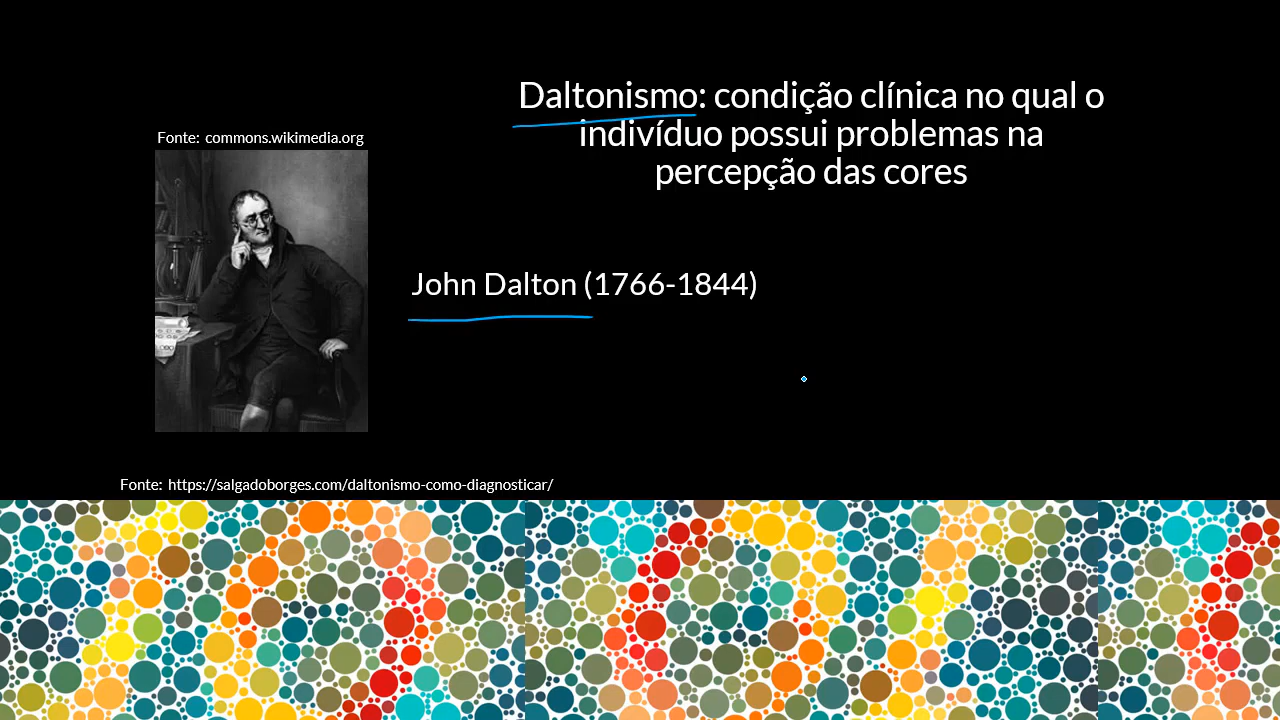 Daltonismo: condição clínica no qual o
indivíduo possui problemas na
percepção das cores
Fonte: commons.wikimedia.org
John Dalton (1766-1844)
Fonte: https://salgadoborges.com/daltonismo-como-diagnosticar/